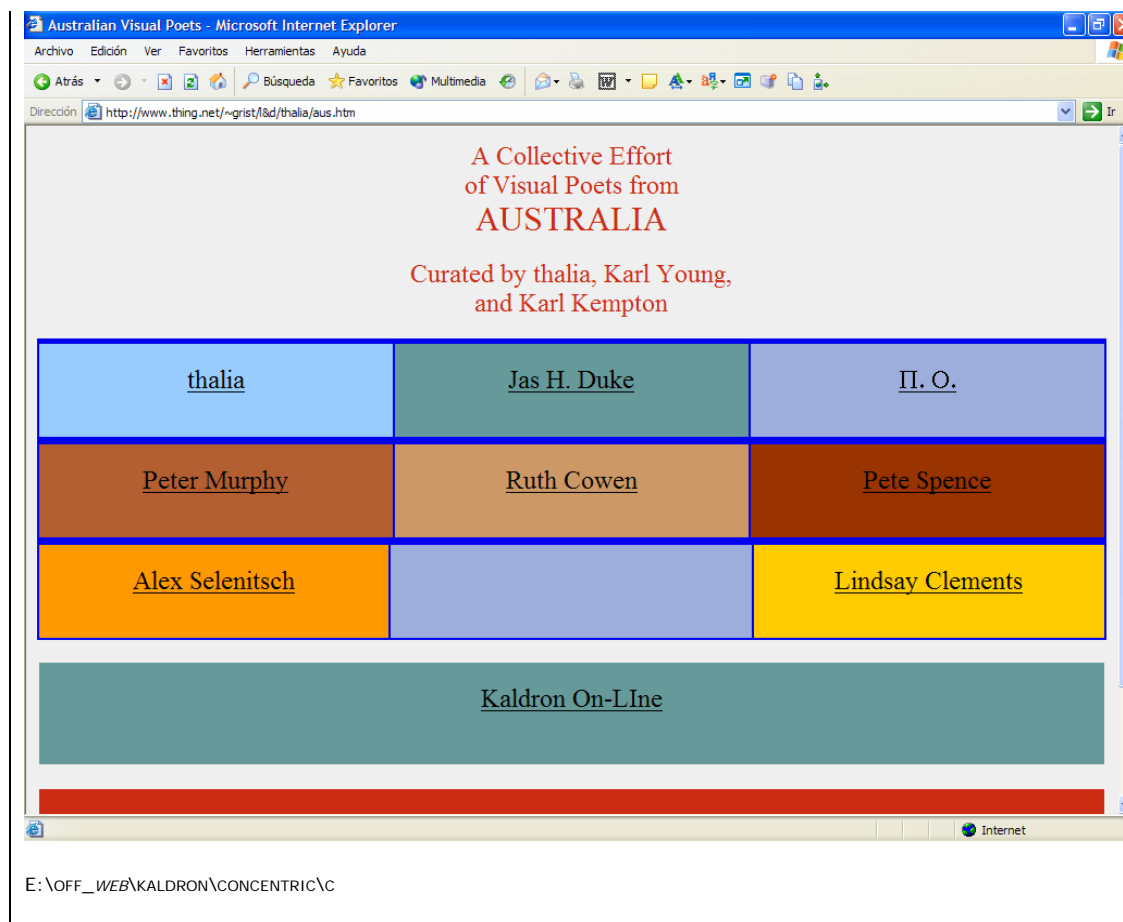 Australian Visual Poets - Microsoft Internet Explorer
Archivo Edición Ver Favoritos Herramientas Ayuda
Atrás Búsqueda Favoritos Multimedia
Dirección http://www.thing.net/~grist/l&d/thalia/aus.htm Ir
A Collective Effort
of Visual Poets from
AUSTRALIA
Curated by thalia, Karl Young,
and Karl Kempton
thalia Jas H. Duke Π. O.
Peter Murphy Ruth Cowen Pete Spence
Alex Selenitsch Lindsay Clements
Kaldron On-LIne
Internet
E:\OFF_WEB\KALDRON\CONCENTRIC\C